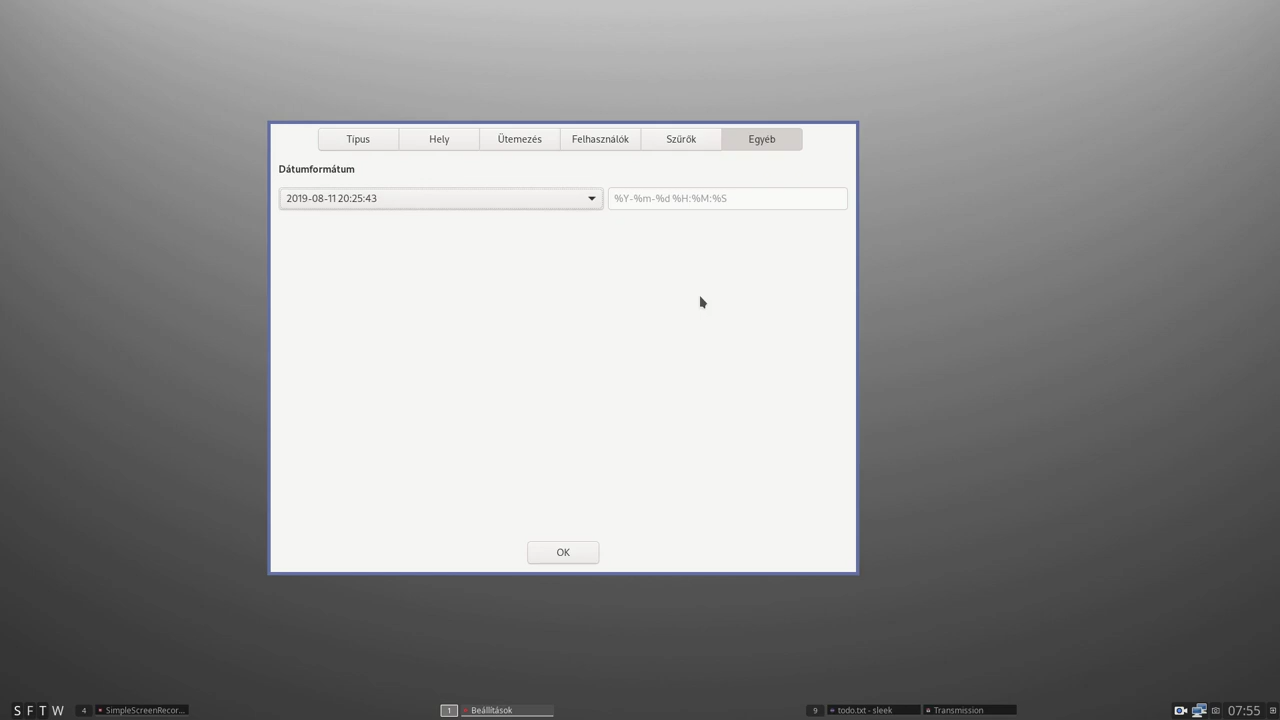 Típus Hely Ütemezés Felhasználók Szűrők Egyéb
Dátumformátum
2019-08-11 20:25:43 %Y-%m-%d %H:%M:%S
OK
S F T W 4 SimpleScreenRecor... 1 Beállítások 9 todo.txt - sleek Transmission 07:55